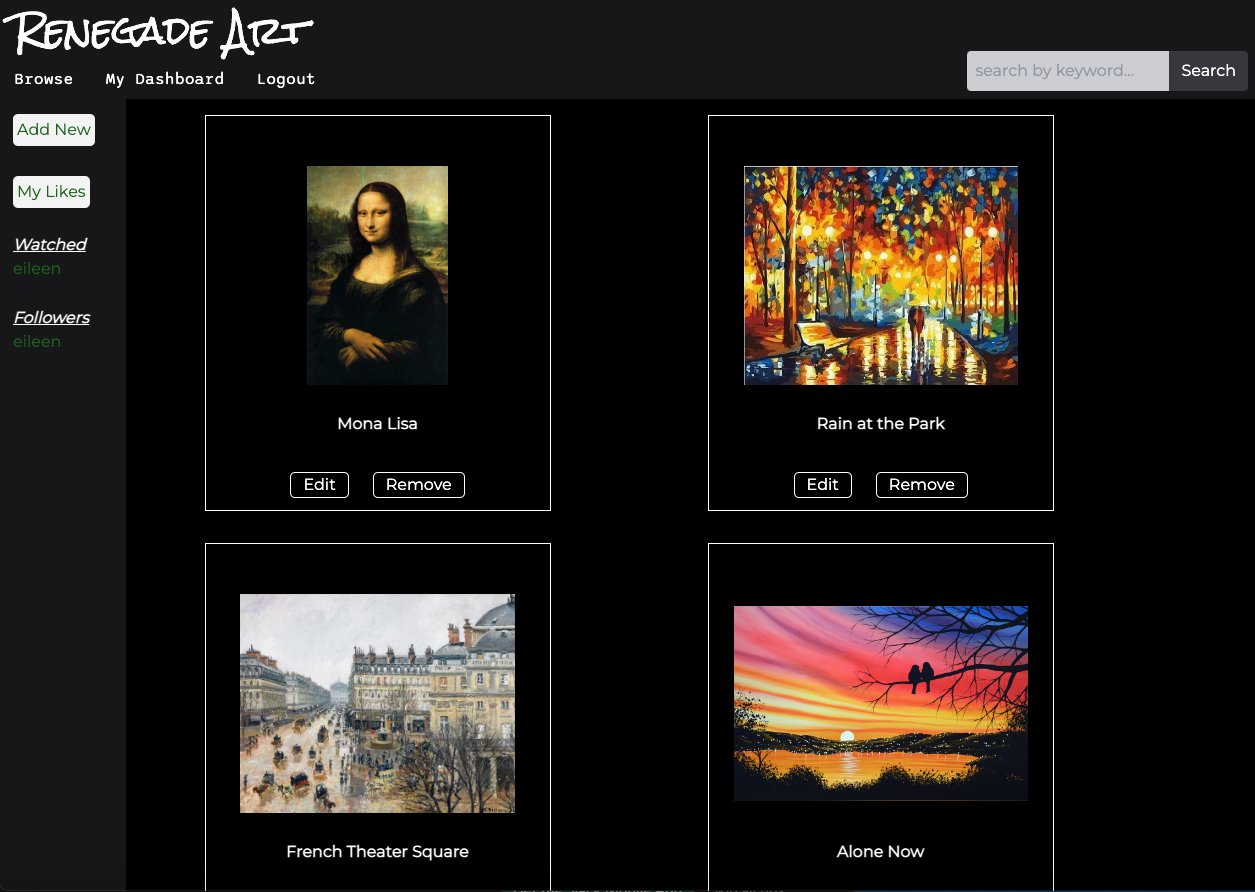 Renegade Art
Browse My Dashboard Logout
search by keyword... Search
Add New
My Likes
Watched
eileen
Followers
eileen
Mona Lisa
Edit Remove
Rain at the Park
Edit Remove
French Theater Square
Alone Now